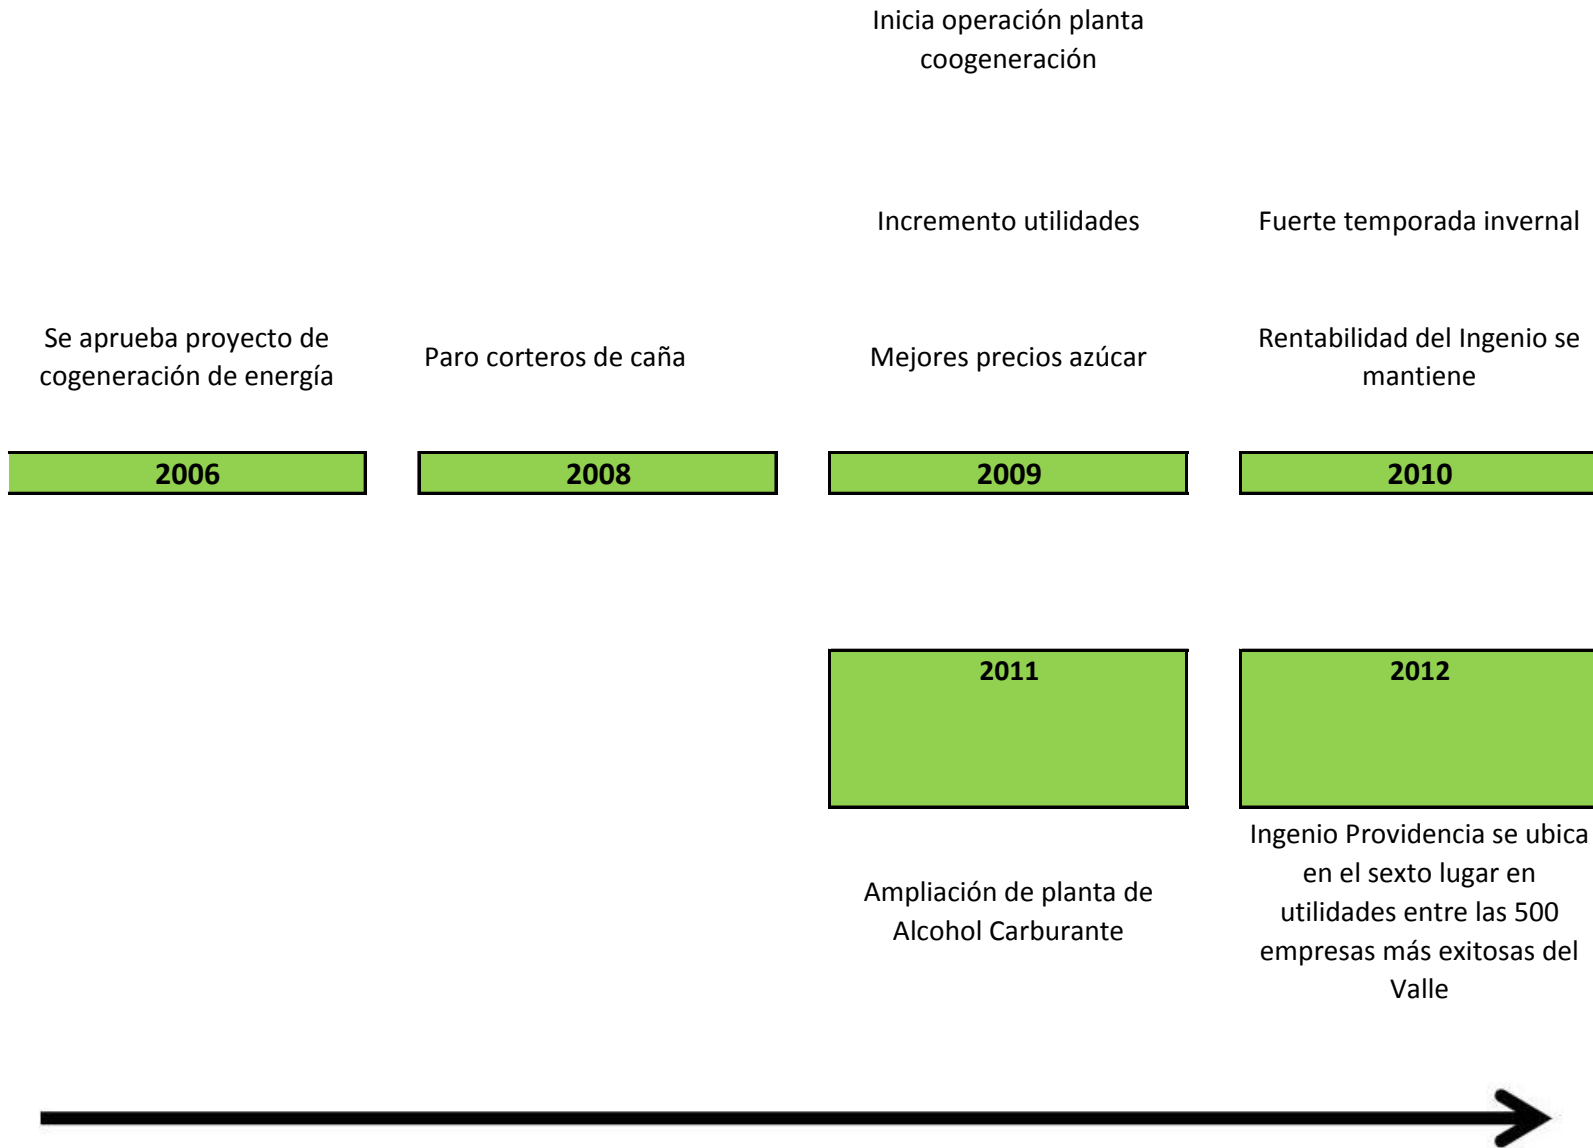 Inicia operación planta
coogeneración
Incremento utilidades
Fuerte temporada invernal
Se aprueba proyecto de
cogeneración de energía
Paro corteros de caña
Mejores precios azúcar
Rentabilidad del Ingenio se
mantiene
2006
2008
2009
2010
2011
2012
Ampliación de planta de
Alcohol Carburante
Ingenio Providencia se ubica
en el sexto lugar en
utilidades entre las 500
empresas más exitosas del
Valle